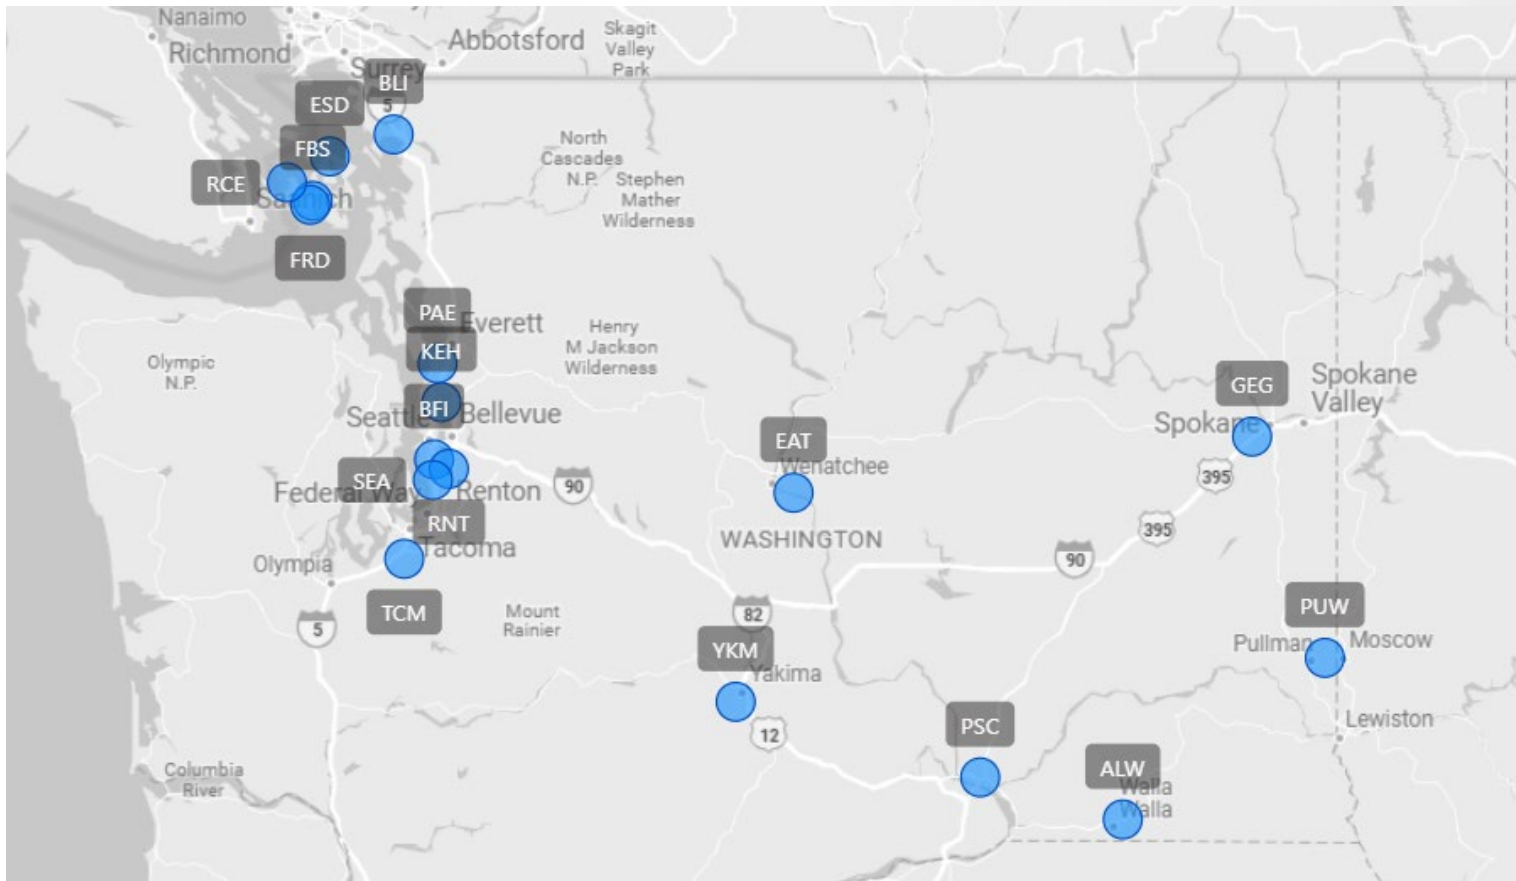 Nanaimo
Richmond
Abbotsford
Skagit
Valley
Park
Surrey
BLI
5
ESD
FBS
RCE
Saanich
FRD
North
Cascades
N.P.
Stephen
Mather
Wilderness
PAE
Everett
KEH
Henry
M Jackson
Wilderness
Olympic
N.P.
BFI
Seattle
Bellevue
SEA
Federal Way
Renton
RNT
90
EAT
Wenatchee
WASHINGTON
GEG
Spokane
Spokane
Valley
395
395
90
Tacoma
Olympia
TCM
5
Mount
Rainier
82
YKM
Yakima
12
PUW
Pullman
Moscow
Lewiston
PSC
ALW
Walla
Walla
Columbia
River